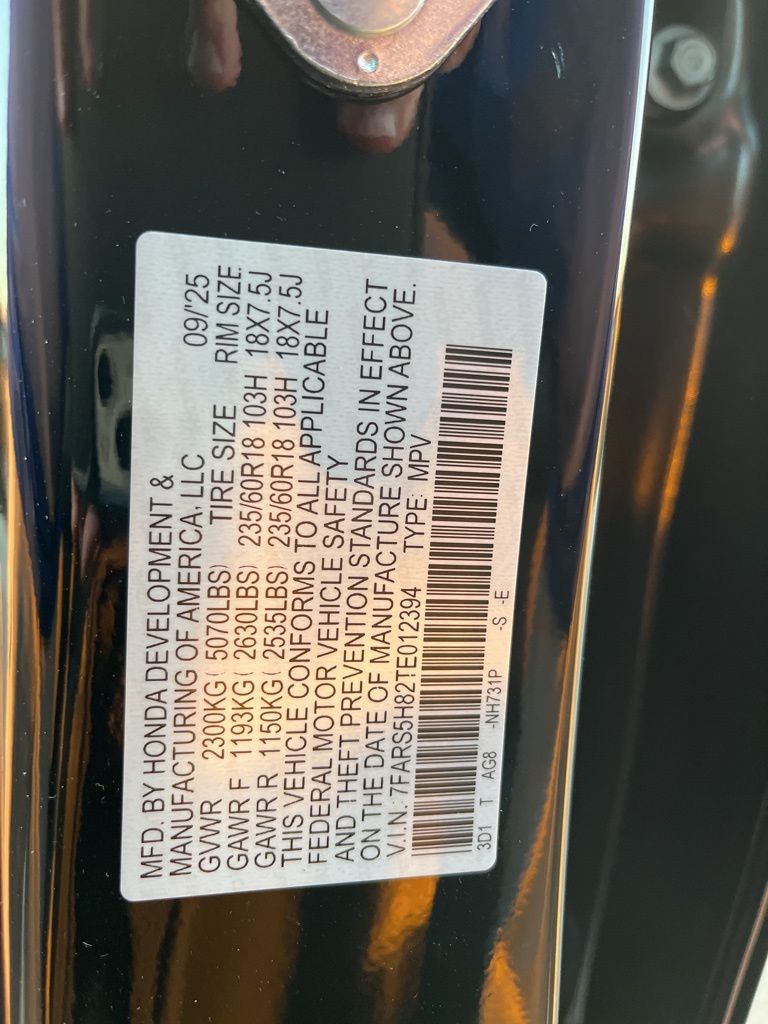 MFD. BY HONDA DEVELOPMENT &
MANUFACTURING OF AMERICA, LLC 09/'25
GVWR 2300KG ( 5070LBS) TIRE SIZE RIM SIZE
GAWR F 1193KG ( 2630LBS) 235/60R18 103H 18X7.5J
GAWR R 1150KG ( 2535LBS) 235/60R18 103H 18X7.5J
THIS VEHICLE CONFORMS TO ALL APPLICABLE
FEDERAL MOTOR VEHICLE SAFETY
AND THEFT PREVENTION STANDARDS IN EFFECT
ON THE DATE OF MANUFACTURE SHOWN ABOVE.
V.I.N.: 7FARS5H82TE012394 TYPE: MPV
3D1 T AG8 -NH731P -S -E